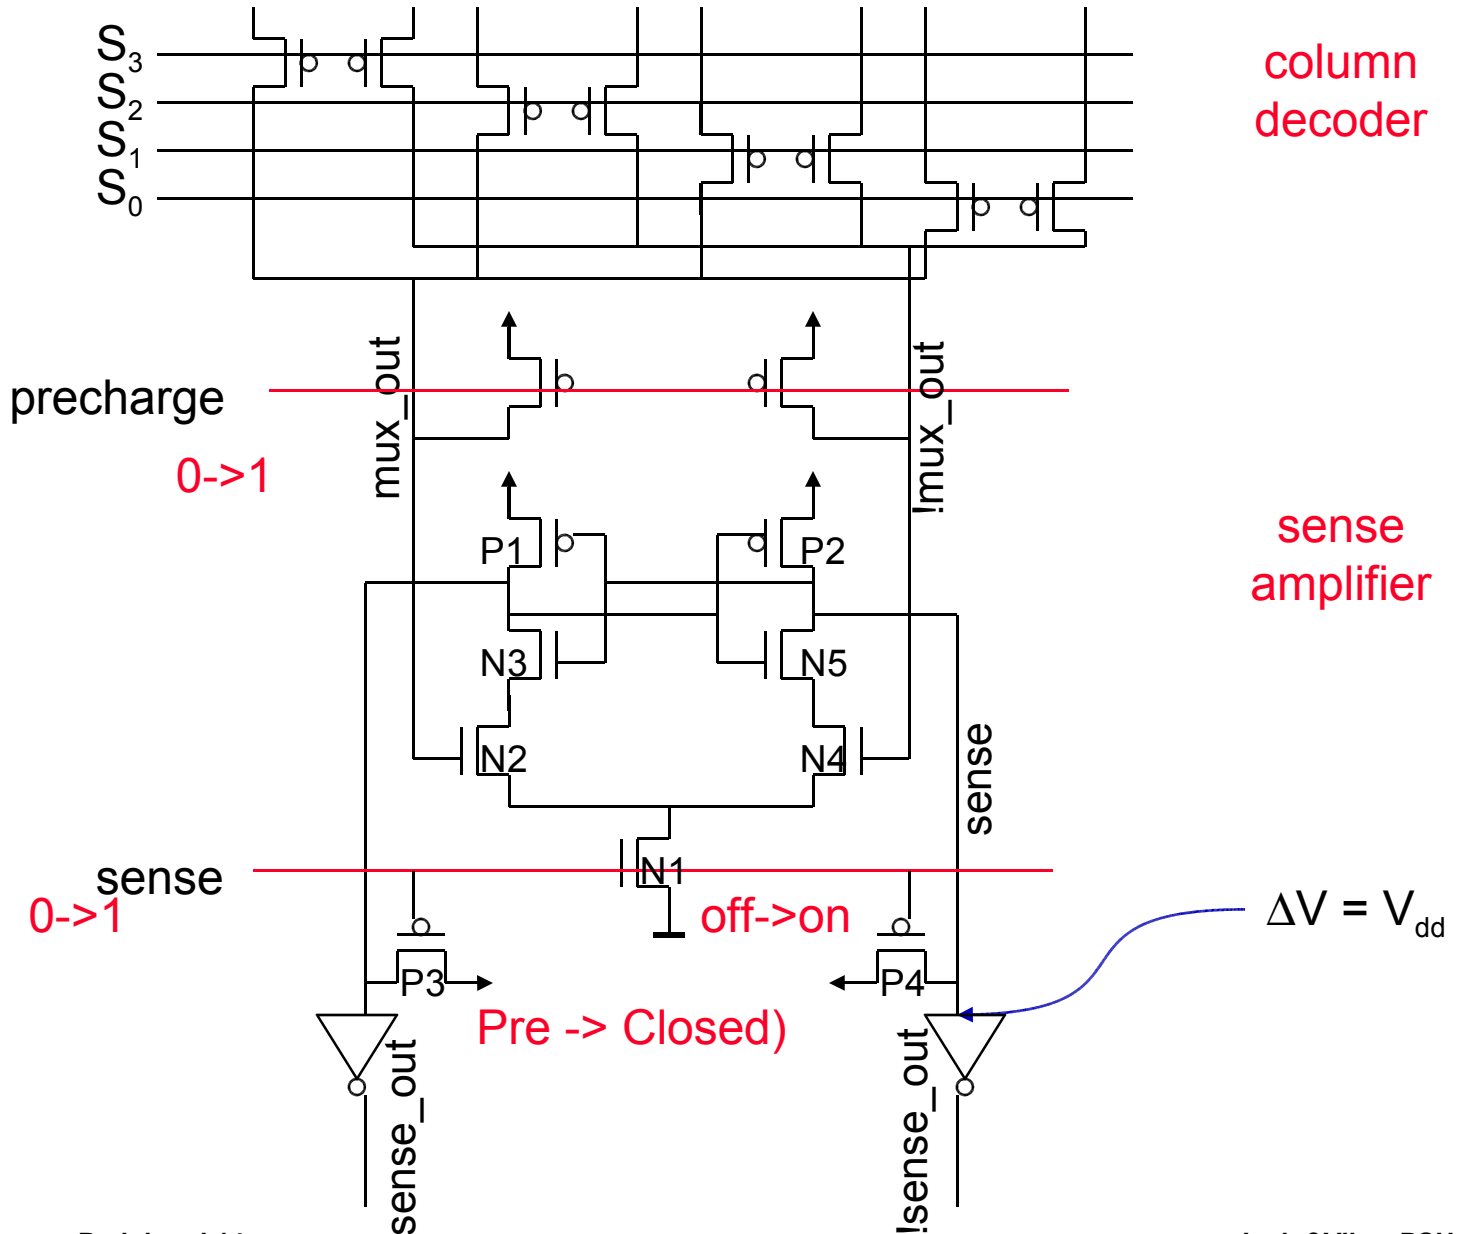 S3
S2
S1
S0
column
decoder
precharge
0->1
mux_out
!mux_out
P1
P2
sense
amplifier
N3
N5
N2
N4
sense
sense
0->1
N1
off->on
ΔV = Vdd
P3
P4
Pre -> Closed)
sense_out
!sense_out